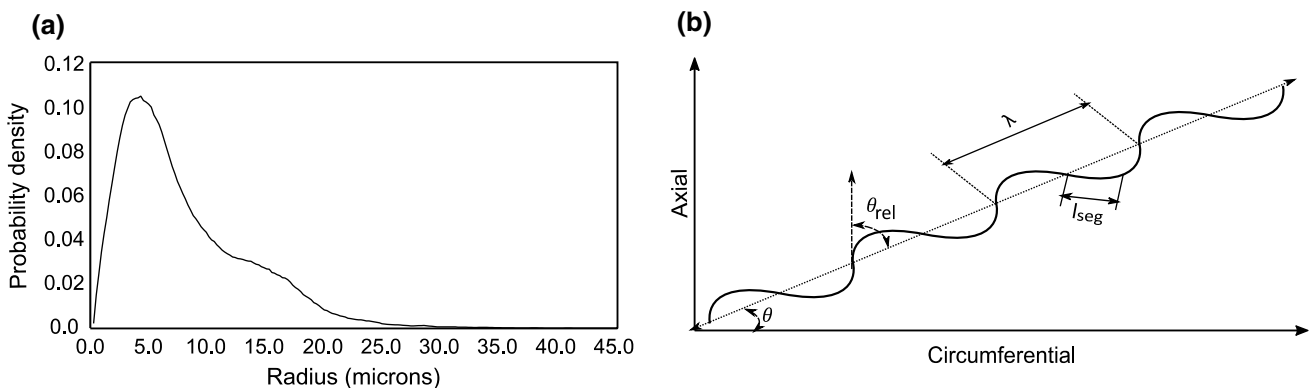 (a)
Probability density
0.12
0.10
0.08
0.06
0.04
0.02
0.0
0.0 5.0 10.0 15.0 20.0 25.0 30.0 35.0 40.0 45.0
Radius (microns)
(b)
Axial
λ
θrel
lseg
θ
Circumferential